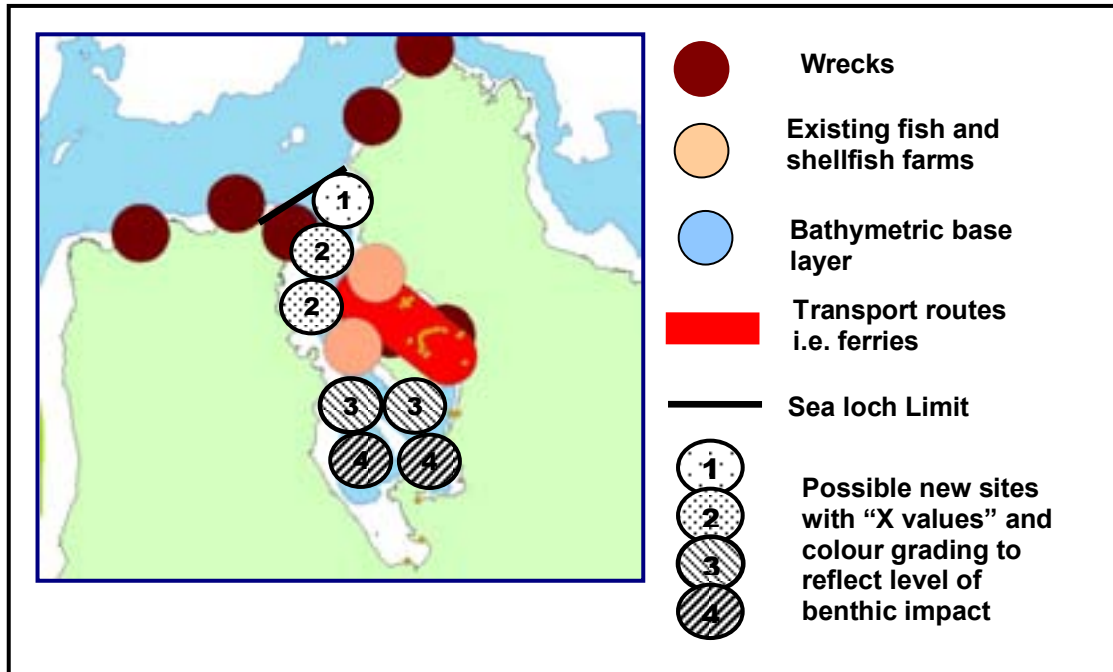 Wrecks
Existing fish and
shellfish farms
Bathymetric base
layer
Transport routes
i.e. ferries
Sea loch Limit
1
2
3
4
Possible new sites
with “X values” and
colour grading to
reflect level of
benthic impact
1
2
2
3 3
4 4